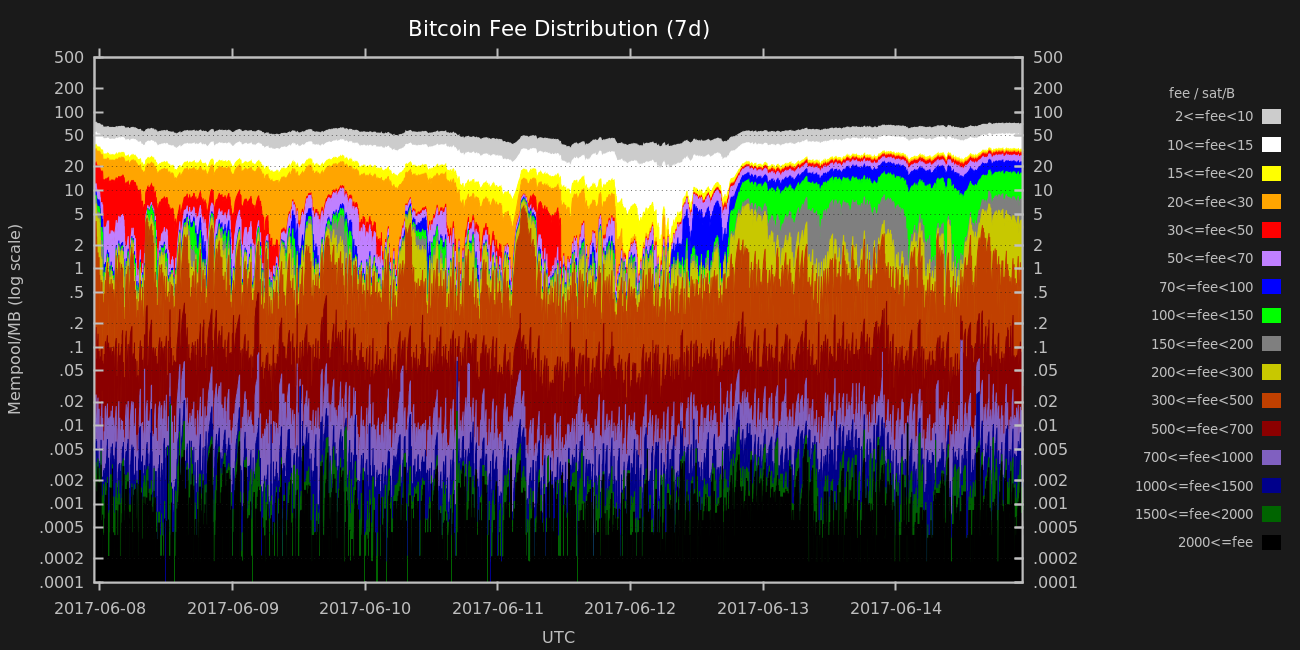 Bitcoin Fee Distribution (7d)
500 500
200 200
100 100
50 50
20 20
10 10
5 5
2 2
1 1
.5 .5
.2 .2
.1 .1
.05 .05
.02 .02
.01 .01
.005 .005
.002 .002
.001 .001
.0005 .0005
.0002 .0002
.0001 .0001
Mempool/MB (log scale)
2017-06-08 2017-06-09 2017-06-10 2017-06-11 2017-06-12 2017-06-13 2017-06-14
UTC
fee / sat/B
2<=fee<10
10<=fee<15
15<=fee<20
20<=fee<30
30<=fee<50
50<=fee<70
70<=fee<100
100<=fee<150
150<=fee<200
200<=fee<300
300<=fee<500
500<=fee<700
700<=fee<1000
1000<=fee<1500
1500<=fee<2000
2000<=fee